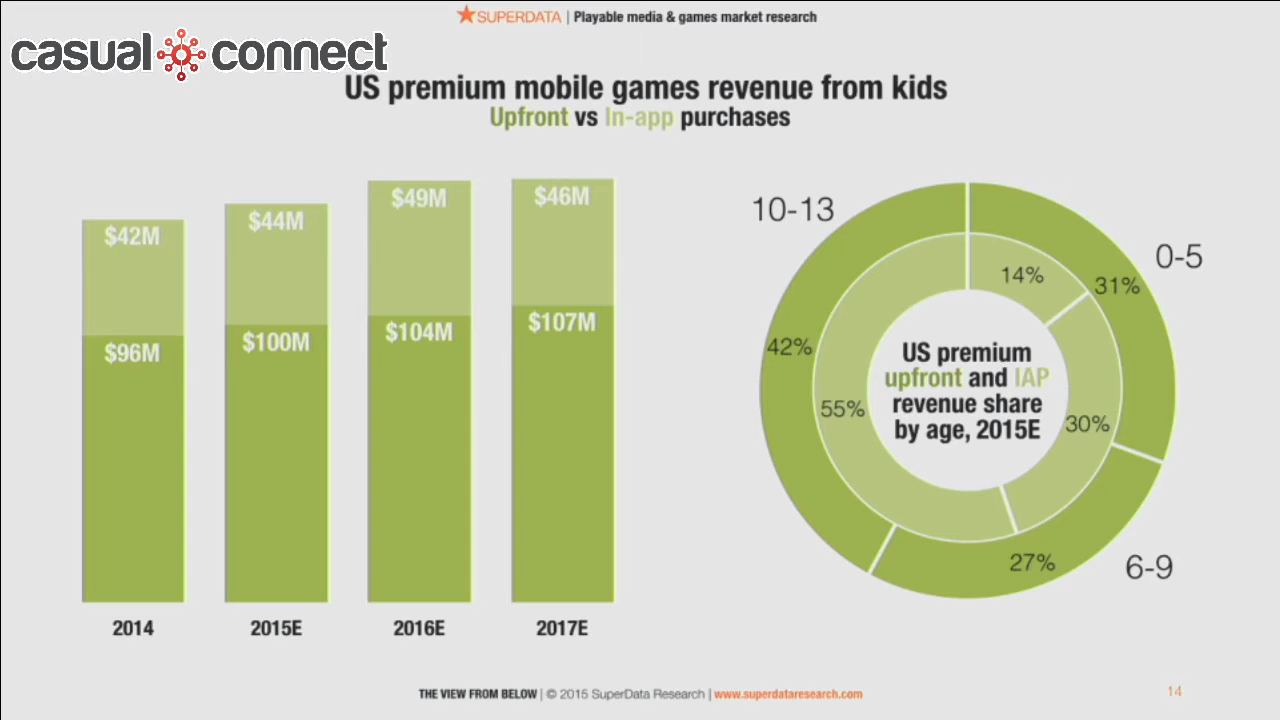 SUPERDATA | Playable media & games market research
casual connect
US premium mobile games revenue from kids
Upfront vs In-app purchases
$42M
$96M
2014
$44M
$100M
2015E
$49M
$104M
2016E
$46M
$107M
2017E
10-13
0-5
6-9
14%
31%
42%
55%
30%
27%
US premium
upfront and IAP
revenue share
by age, 2015E
THE VIEW FROM BELOW | © 2015 SuperData Research | www.superdataresearch.com
14